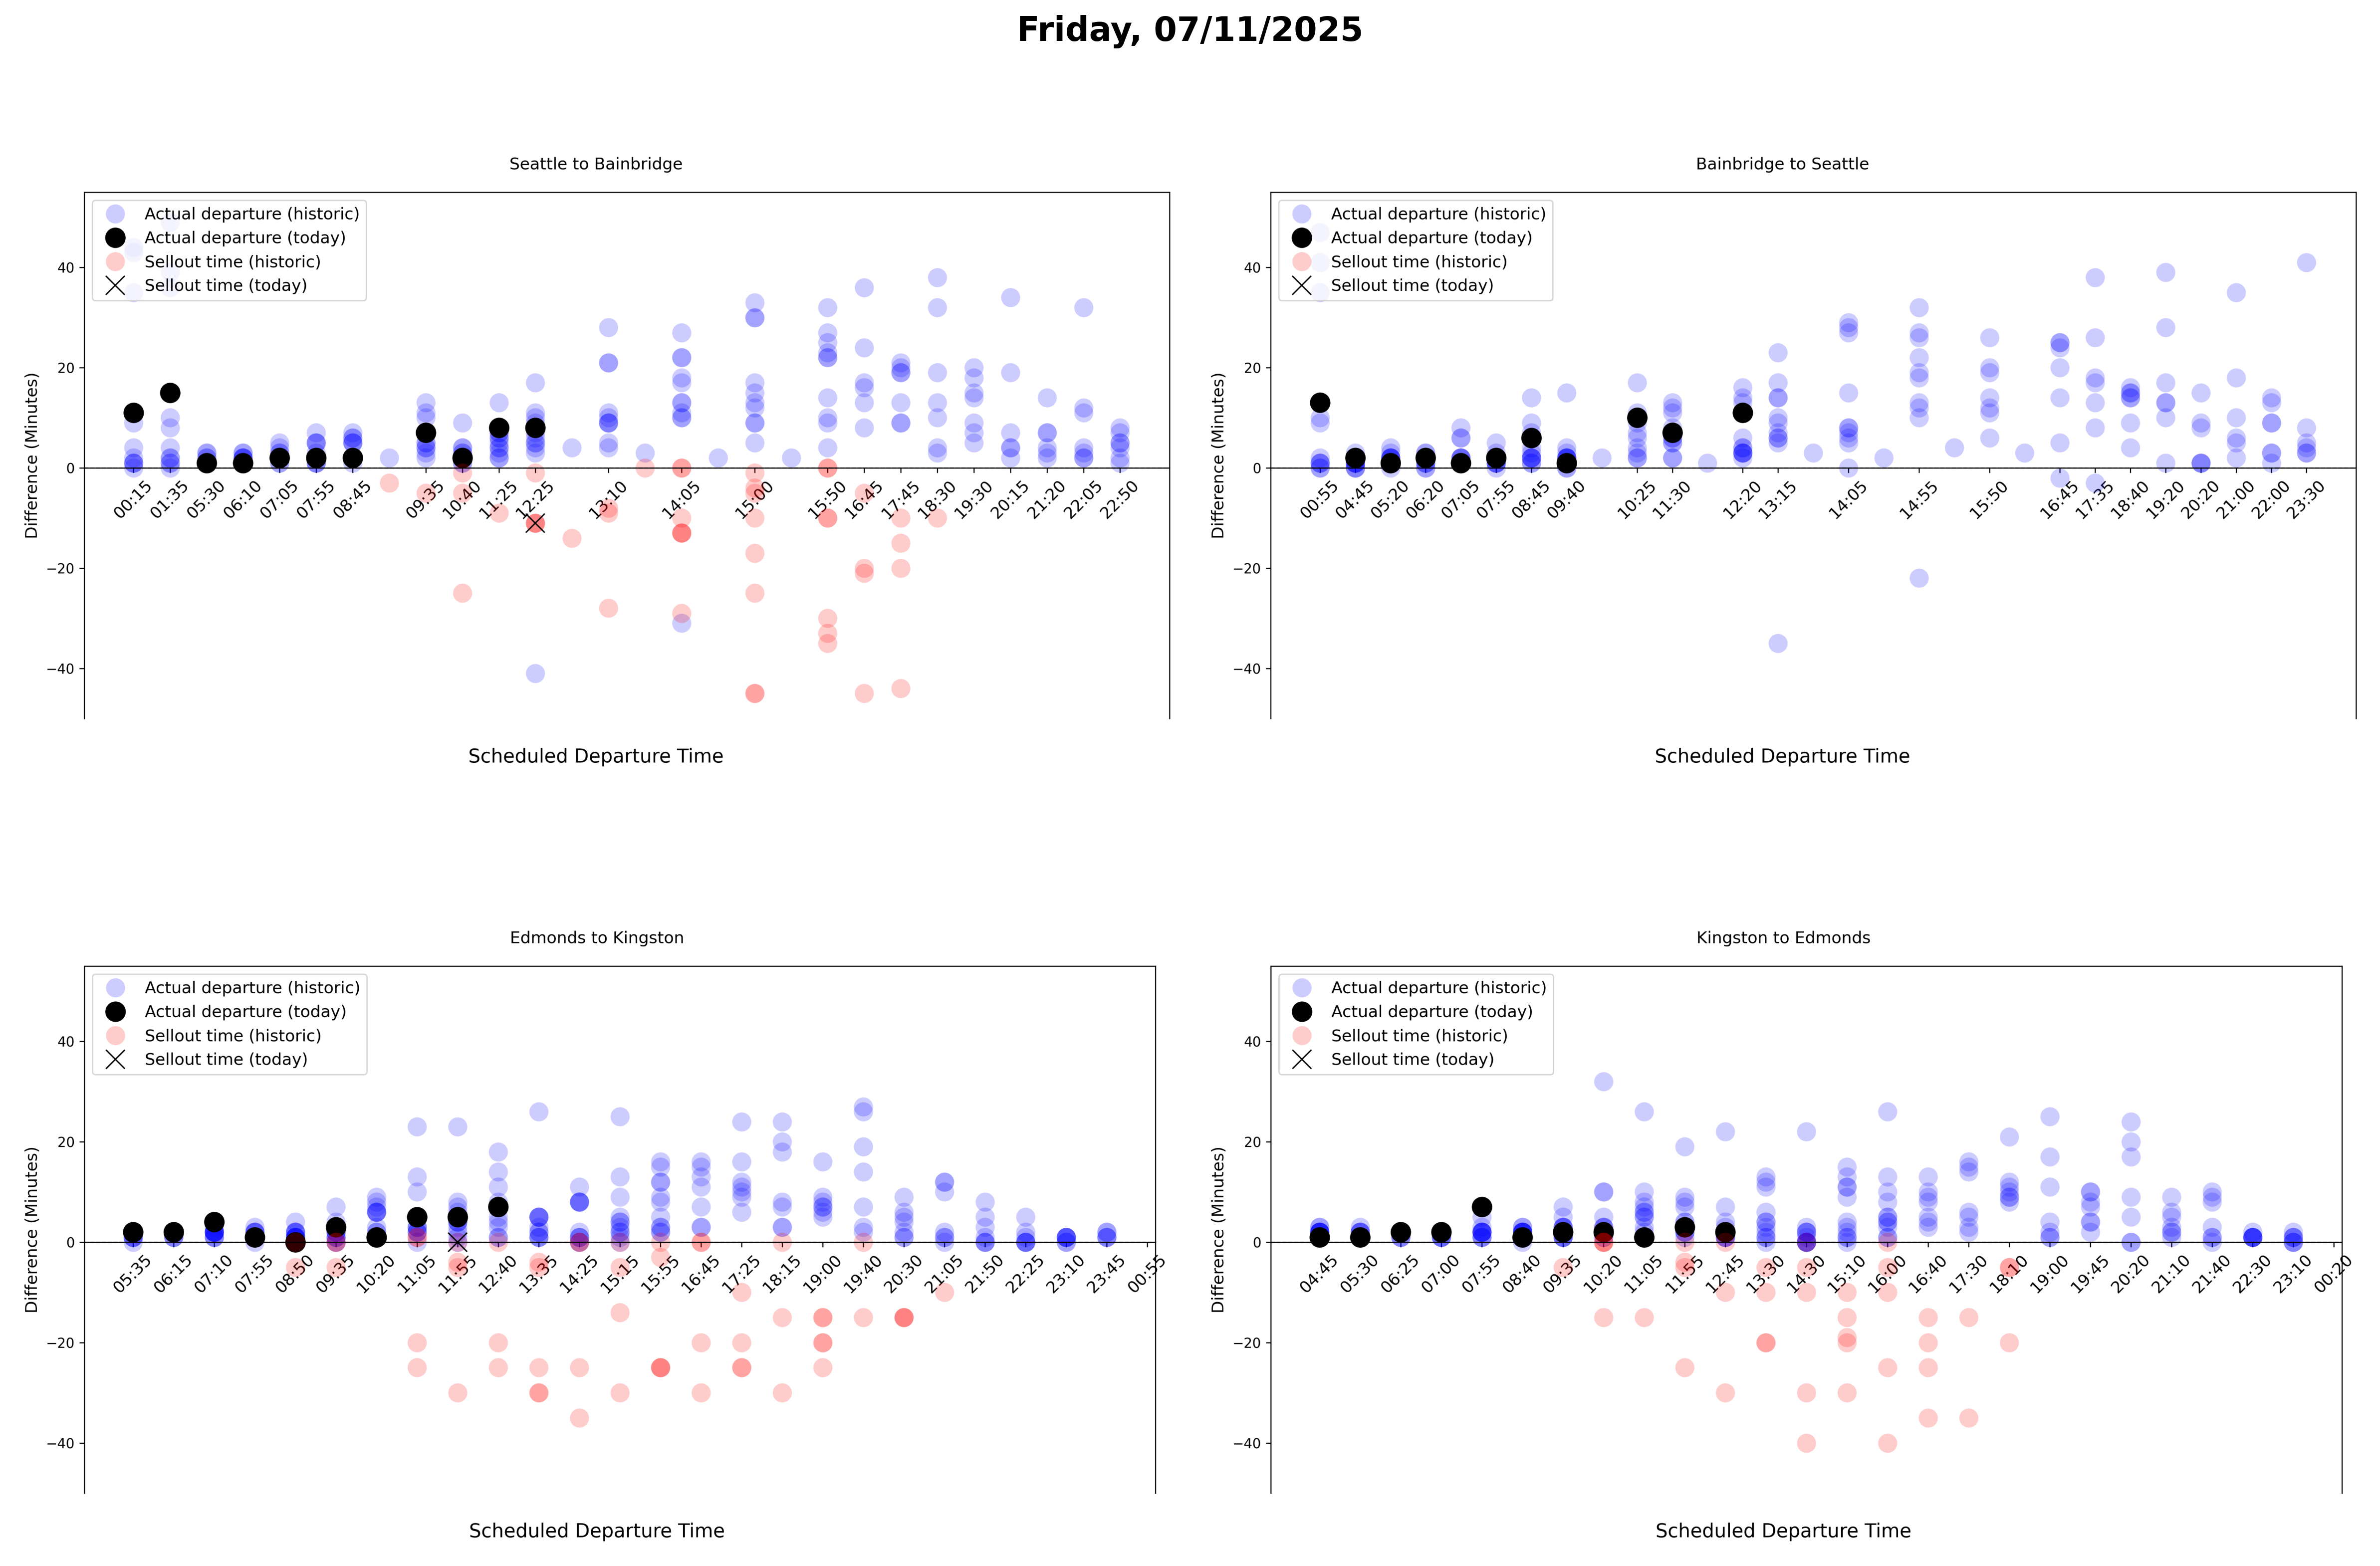 Friday, 07/11/2025
Seattle to Bainbridge
Actual departure (historic)
Actual departure (today)
Sellout time (historic)
Sellout time (today)
Difference (Minutes)
40
20
0
−20
−40
00:15 01:35 05:30 06:10 07:05 07:55 08:45 09:35 10:40 11:25 12:25 13:10 14:05 15:00 15:50 16:45 17:45 18:30 19:30 20:15 21:20 22:05 22:50
Scheduled Departure Time
Bainbridge to Seattle
Actual departure (historic)
Actual departure (today)
Sellout time (historic)
Sellout time (today)
Difference (Minutes)
40
20
0
−20
−40
00:55 04:45 05:20 06:20 07:05 07:55 08:45 09:40 10:25 11:30 12:20 13:15 14:05 14:55 15:50 16:45 17:35 18:40 19:20 20:20 21:00 22:00 23:30
Scheduled Departure Time
Edmonds to Kingston
Actual departure (historic)
Actual departure (today)
Sellout time (historic)
Sellout time (today)
Difference (Minutes)
40
20
0
−20
−40
05:35 06:15 07:10 07:55 08:50 09:35 10:20 11:05 11:55 12:40 13:35 14:25 15:15 15:55 16:45 17:25 18:15 19:00 19:40 20:30 21:05 21:50 22:25 23:10 23:45 00:55
Scheduled Departure Time
Kingston to Edmonds
Actual departure (historic)
Actual departure (today)
Sellout time (historic)
Sellout time (today)
Difference (Minutes)
40
20
0
−20
−40
04:45 05:30 06:25 07:00 07:55 08:40 09:35 10:20 11:05 11:55 12:45 13:30 14:30 15:10 16:00 16:40 17:30 18:10 19:00 19:45 20:20 21:10 21:40 22:30 23:10 00:20
Scheduled Departure Time